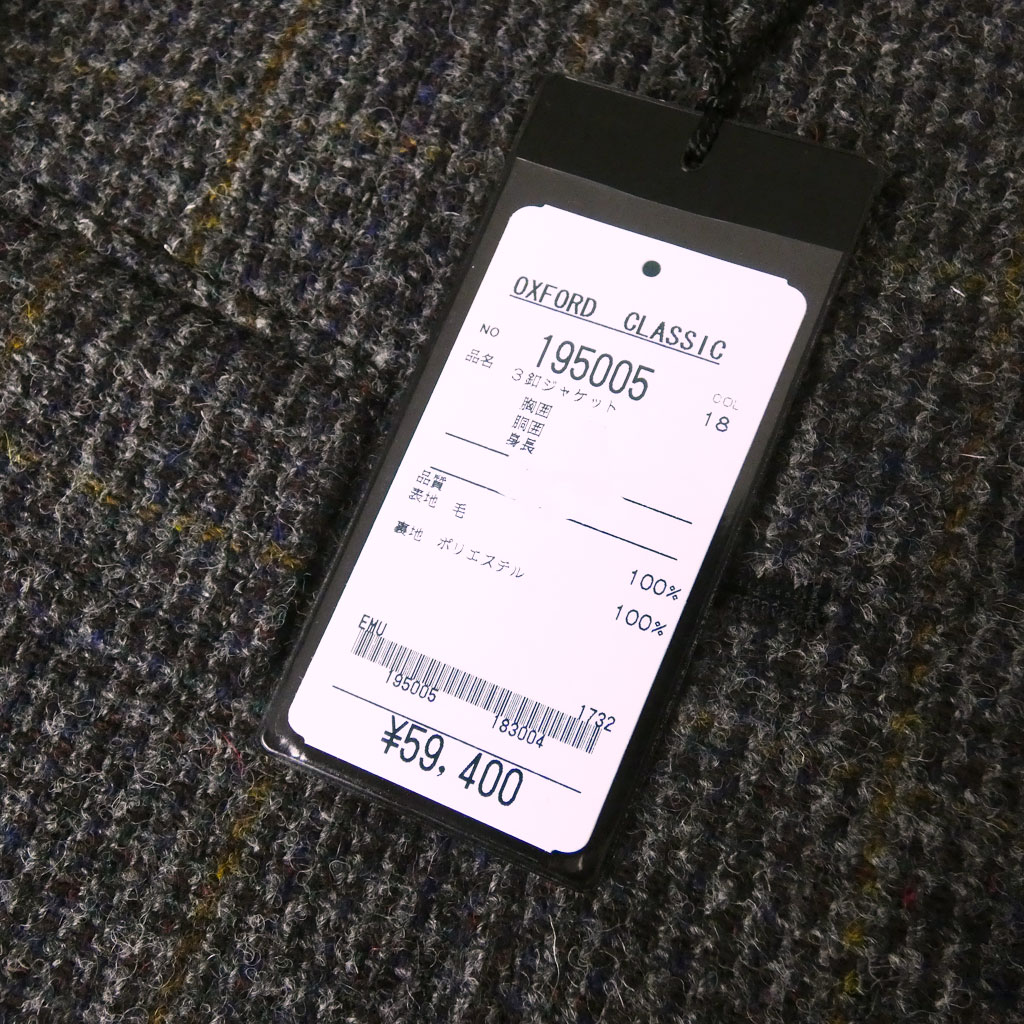 OXFORD CLASSIC
NO 195005
COL
品名 3釦ジャケット
18
胸囲
胴囲
身長
品質
表地 毛 100%
裏地 ポリエステル 100%
EMU
1732
195005 183004
¥59,400